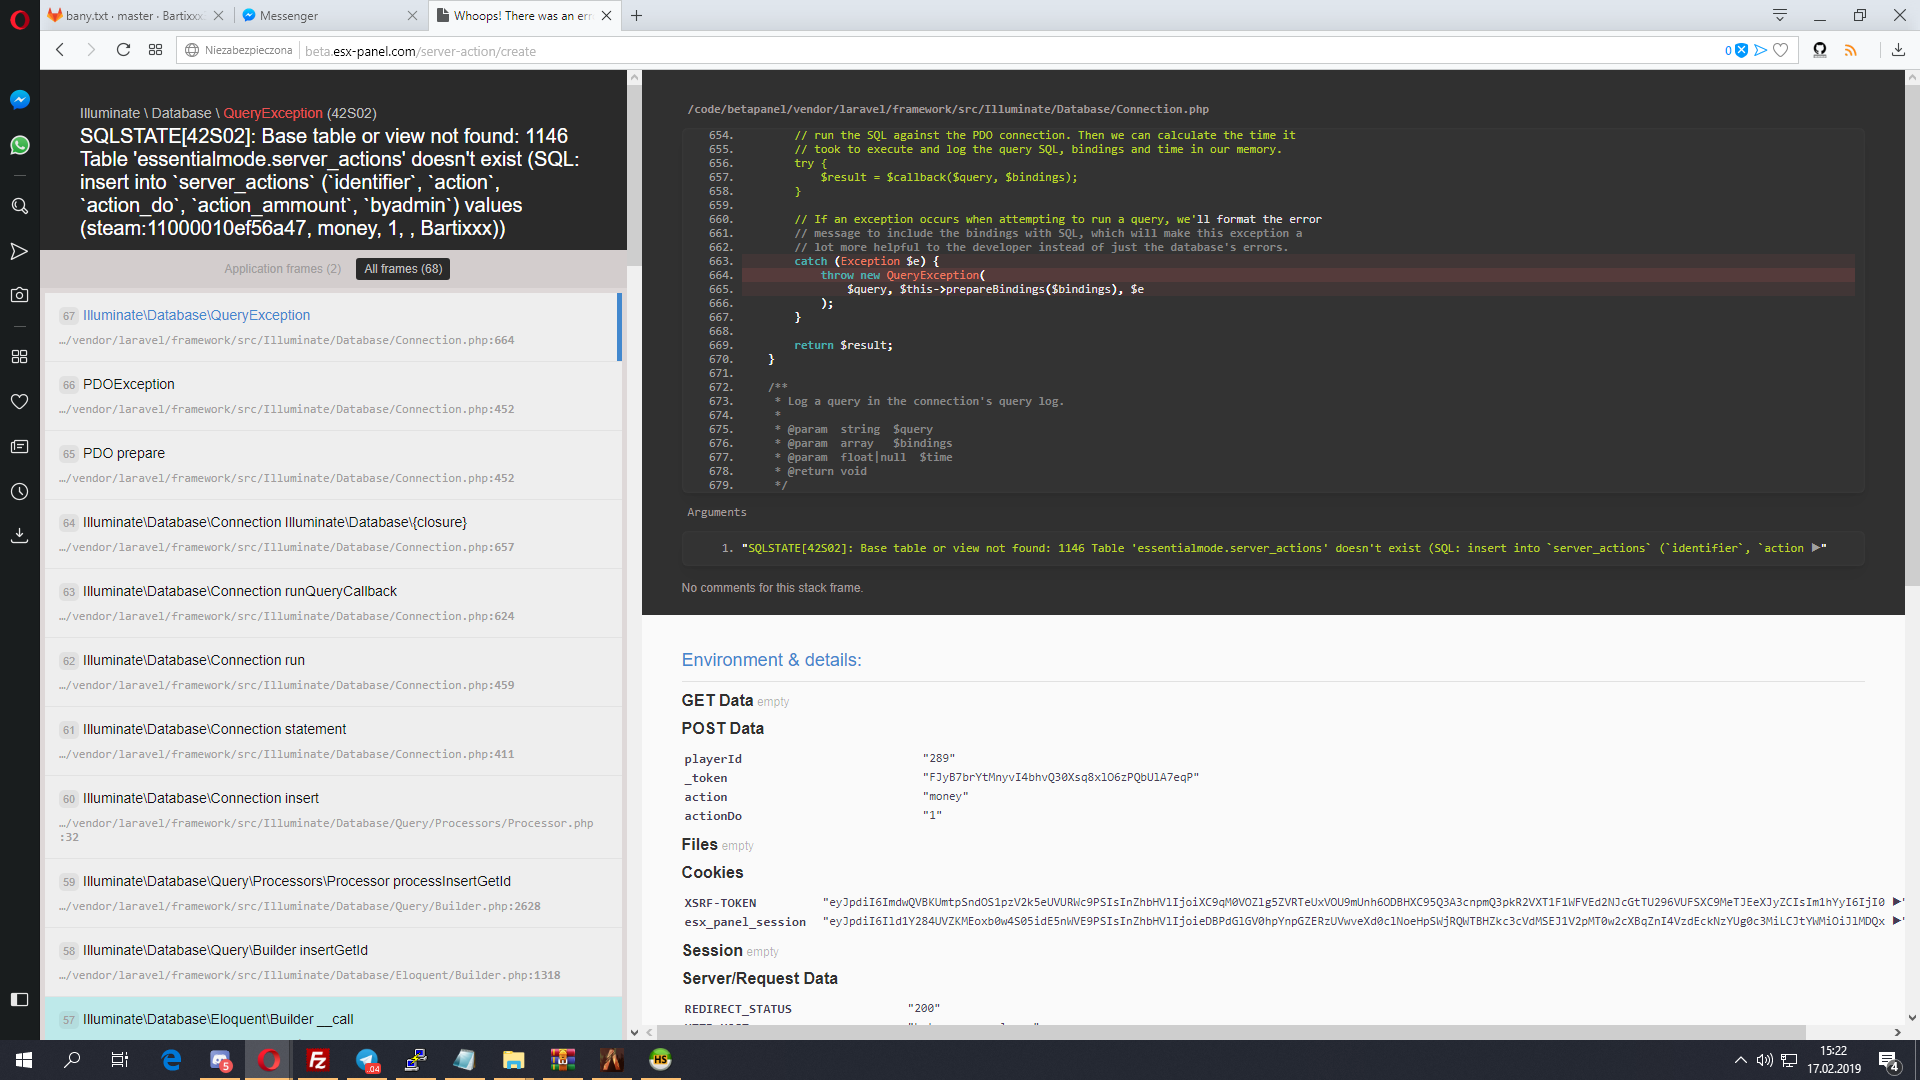 bany.txt · master · Bartixxx
Messenger
Whoops! There was an err
Niezabezpieczona
beta.esx-panel.com/server-action/create
0
Illuminate \ Database \ QueryException (42S02)
SQLSTATE[42S02]: Base table or view not found: 1146
Table 'essentialmode.server_actions' doesn't exist (SQL:
insert into `server_actions` (`identifier`, `action`,
`action_do`, `action_ammount`, `byadmin`) values
(steam:11000010ef56a47, money, 1, , Bartixxx))
Application frames (2)
All frames (68)
67 Illuminate\Database\QueryException
…/vendor/laravel/framework/src/Illuminate/Database/Connection.php:664
66 PDOException
…/vendor/laravel/framework/src/Illuminate/Database/Connection.php:452
65 PDO prepare
…/vendor/laravel/framework/src/Illuminate/Database/Connection.php:452
64 Illuminate\Database\Connection Illuminate\Database\{closure}
…/vendor/laravel/framework/src/Illuminate/Database/Connection.php:657
63 Illuminate\Database\Connection runQueryCallback
…/vendor/laravel/framework/src/Illuminate/Database/Connection.php:624
62 Illuminate\Database\Connection run
…/vendor/laravel/framework/src/Illuminate/Database/Connection.php:459
61 Illuminate\Database\Connection statement
…/vendor/laravel/framework/src/Illuminate/Database/Connection.php:411
60 Illuminate\Database\Connection insert
…/vendor/laravel/framework/src/Illuminate/Database/Query/Processors/Processor.php
:32
59 Illuminate\Database\Query\Processors\Processor processInsertGetId
…/vendor/laravel/framework/src/Illuminate/Database/Query/Builder.php:2628
58 Illuminate\Database\Query\Builder insertGetId
…/vendor/laravel/framework/src/Illuminate/Database/Eloquent/Builder.php:1318
57 Illuminate\Database\Eloquent\Builder __call
/code/betapanel/vendor/laravel/framework/src/Illuminate/Database/Connection.php
654. // run the SQL against the PDO connection. Then we can calculate the time it
655. // took to execute and log the query SQL, bindings and time in our memory.
656. try {
657. $result = $callback($query, $bindings);
658. }
659.
660. // If an exception occurs when attempting to run a query, we'll format the error
661. // message to include the bindings with SQL, which will make this exception a
662. // lot more helpful to the developer instead of just the database's errors.
663. catch (Exception $e) {
664. throw new QueryException(
665. $query, $this->prepareBindings($bindings), $e
666. );
667. }
668.
669. return $result;
670. }
671.
672. /**
673. * Log a query in the connection's query log.
674. *
675. * @param string $query
676. * @param array $bindings
677. * @param float|null $time
678. * @return void
679. */
Arguments
1. "SQLSTATE[42S02]: Base table or view not found: 1146 Table 'essentialmode.server_actions' doesn't exist (SQL: insert into `server_actions` (`identifier`, `action ▶"
No comments for this stack frame.
Environment & details:
GET Data empty
POST Data
playerId "289"
_token "FJyB7brYtMnyvI4bhvQ30Xsq8xlO6zPQbUlA7eqP"
action "money"
actionDo "1"
Files empty
Cookies
XSRF-TOKEN
esx_panel_session
Session empty
Server/Request Data
REDIRECT_STATUS "200"
5
.04
HS
15:22
17.02.2019
4